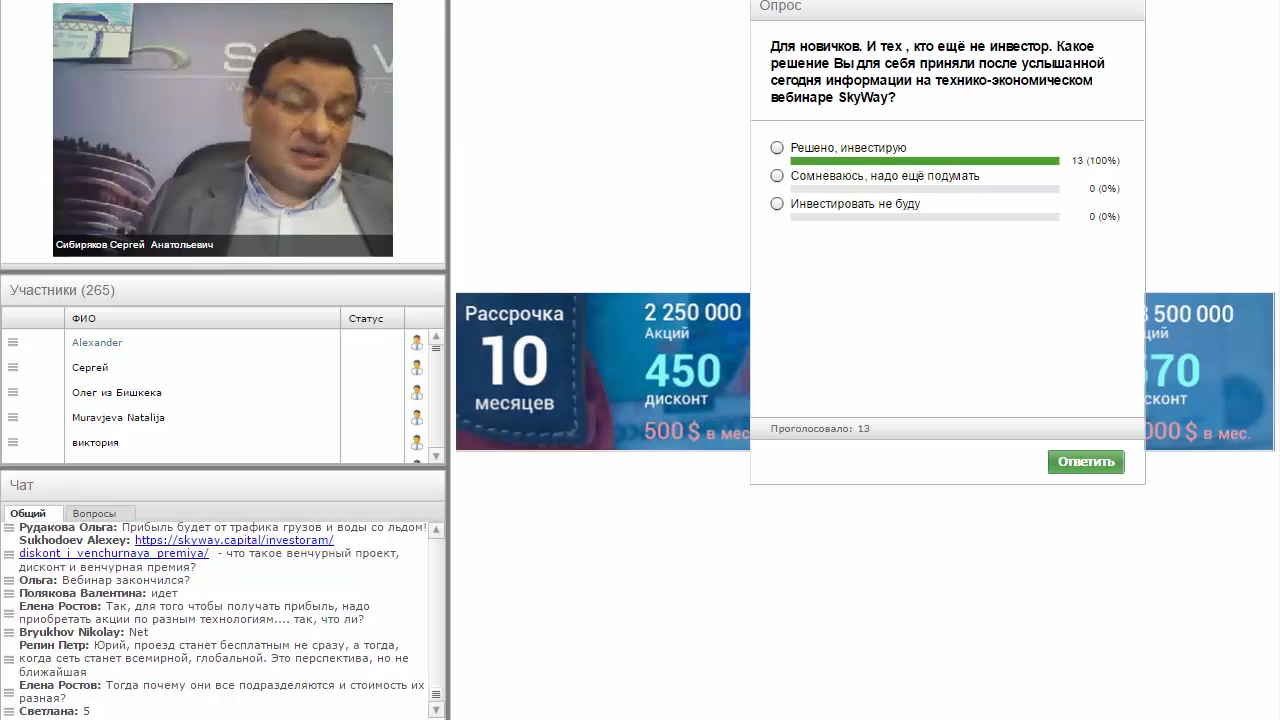 Сибиряков Сергей Анатольевич
Участники (265)
ФИО
Статус
Alexander
Сергей
Олег из Бишкека
Muravjeva Natalija
виктория
Чат
Общий
Вопросы
Рудакова Ольга: Прибыль будет от трафика грузов и воды со льдом!
Sukhodoev Alexey: https://skyway.capital/investoram/
diskont_i_venchurnaya_premiya/ - что такое венчурный проект,
дисконт и венчурная премия?
Ольга: Вебинар закончился?
Полякова Валентина: идет
Елена Ростов: Так, для того чтобы получать прибыль, надо
приобретать акции по разным технологиям.... так, что ли?
Bryukhov Nikolay: Net
Репин Петр: Юрий, проезд станет бесплатным не сразу, а тогда,
когда сеть станет всемирной, глобальной. Это перспектива, но не
ближайшая
Елена Ростов: Тогда почему они все подразделяются и стоимость их
разная?
Светлана: 5
Рассрочка
10
месяцев
2 250 000
Акций
450
дисконт
500$ в мес
Опрос
Для новичков. И тех , кто ещё не инвестор. Какое
решение Вы для себя приняли после услышанной
сегодня информации на технико-экономическом
вебинаре SkyWay?
Решено, инвестирую
13 (100%)
Сомневаюсь, надо ещё подумать
0 (0%)
Инвестировать не буду
0 (0%)
Проголосовало: 13
Ответить
500 000
70
000$ в мес.